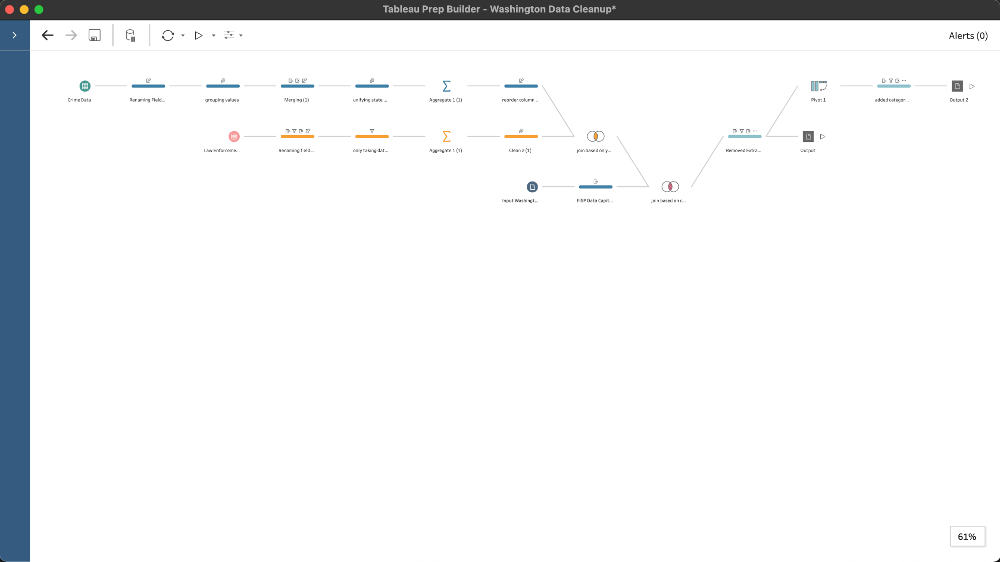 Tableau Prep Builder - Washington Data Cleanup*
Alerts (0)
Crime Data
Renaming Field...
grouping values
Merging (1)
unifying state ...
Aggregate 1 (1)
reorder column...
Pivot 1
added categor...
Output 2
Law Enforceme...
Renaming field...
only taking dat...
Aggregate 1 (1)
Clean 2 (1)
join based on y...
Removed Extra...
Output
Input Washingt...
FISP Data Capit...
join based on c...
61%